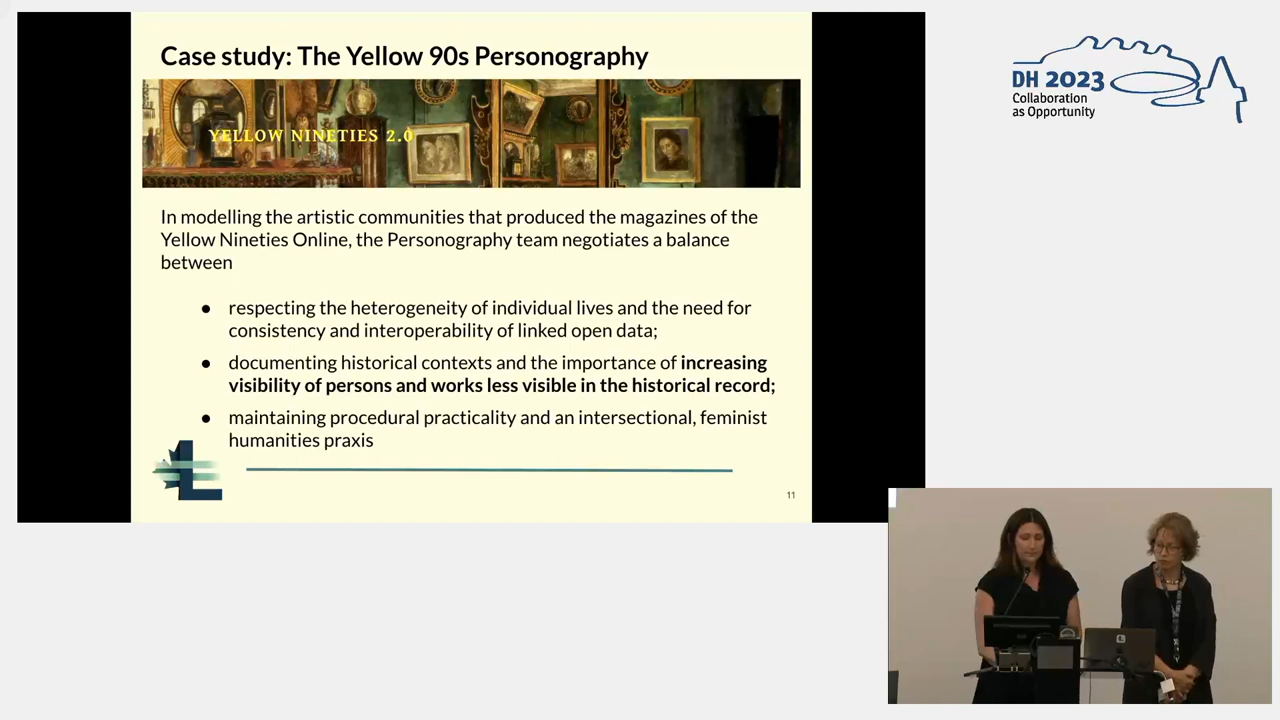 Case study: The Yellow 90s Personography
YELLOW NINETIES 2.0
In modelling the artistic communities that produced the magazines of the
Yellow Nineties Online, the Personography team negotiates a balance
between
● respecting the heterogeneity of individual lives and the need for
consistency and interoperability of linked open data;
● documenting historical contexts and the importance of increasing
visibility of persons and works less visible in the historical record;
● maintaining procedural practicality and an intersectional, feminist
humanities praxis
L
11
DH 2023
Collaboration
as Opportunity